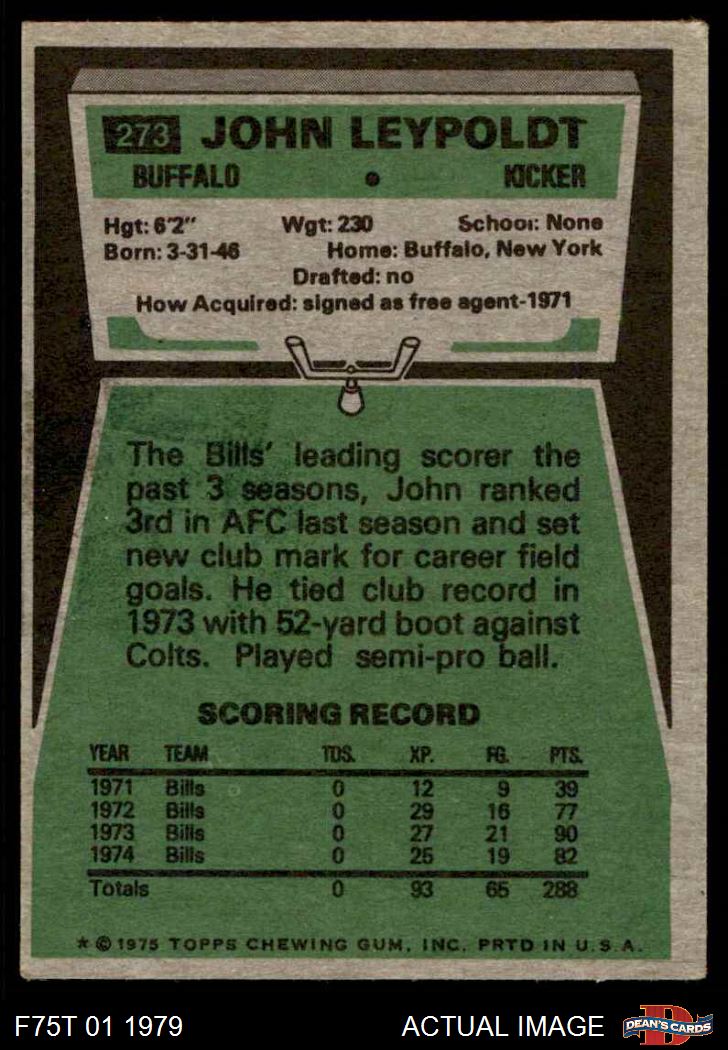 273 JOHN LEYPOLDT
BUFFALO • KICKER
Hgt: 6'2" Wgt: 230 School: None
Born: 3-31-46 Home: Buffalo, New York
Drafted: no
How Acquired: signed as free agent-1971
The Bills' leading scorer the
past 3 seasons, John ranked
3rd in AFC last season and set
new club mark for career field
goals. He tied club record in
1973 with 52-yard boot against
Colts. Played semi-pro ball.
SCORING RECORD
YEAR TEAM TDS. XP. FG. PTS.
1971 Bills 0 12 9 39
1972 Bills 0 29 16 77
1973 Bills 0 27 21 90
1974 Bills 0 25 19 82
Totals 0 93 65 288
* © 1975 TOPPS CHEWING GUM, INC. PRTD IN U.S.A.
F75T 01 1979 ACTUAL IMAGE D DEAN'S CARDS